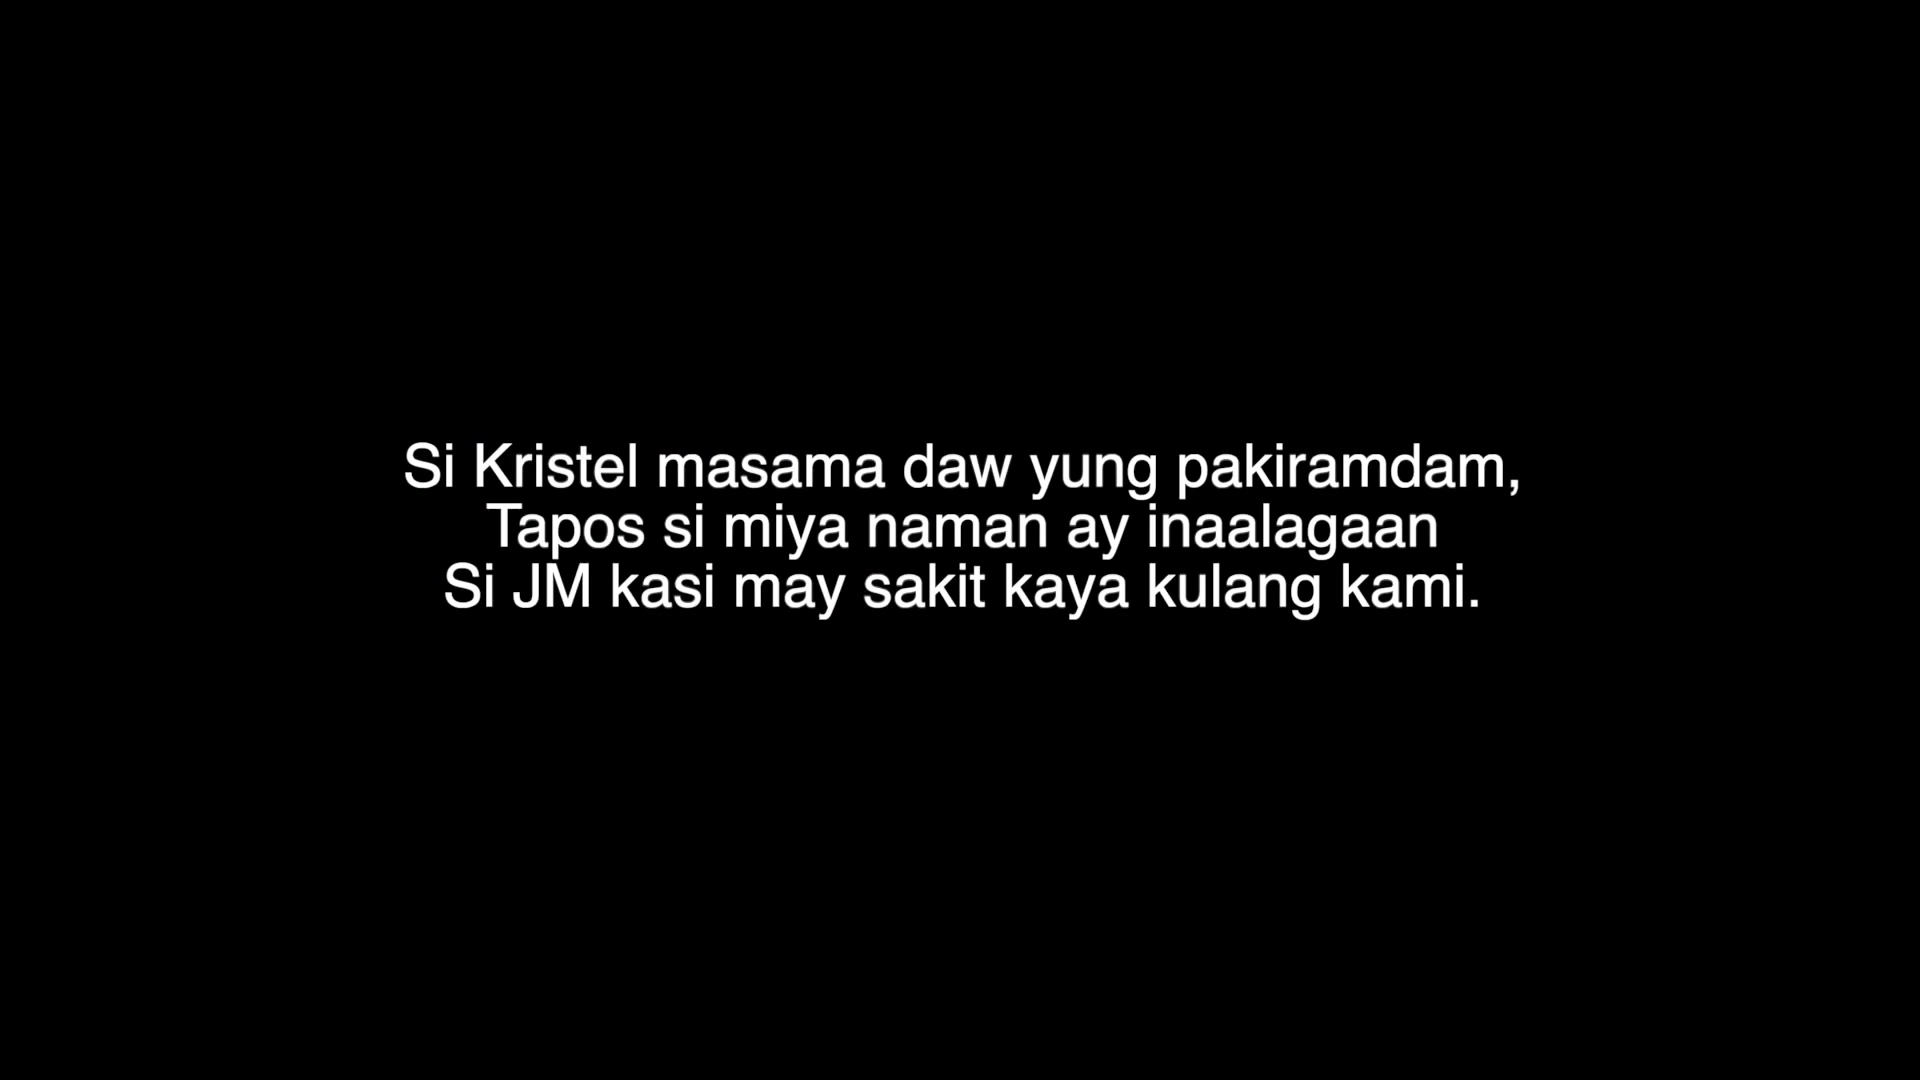 Si Kristel masama daw yung pakiramdam,
Tapos si miya naman ay inaalagaan
Si JM kasi may sakit kaya kulang kami.